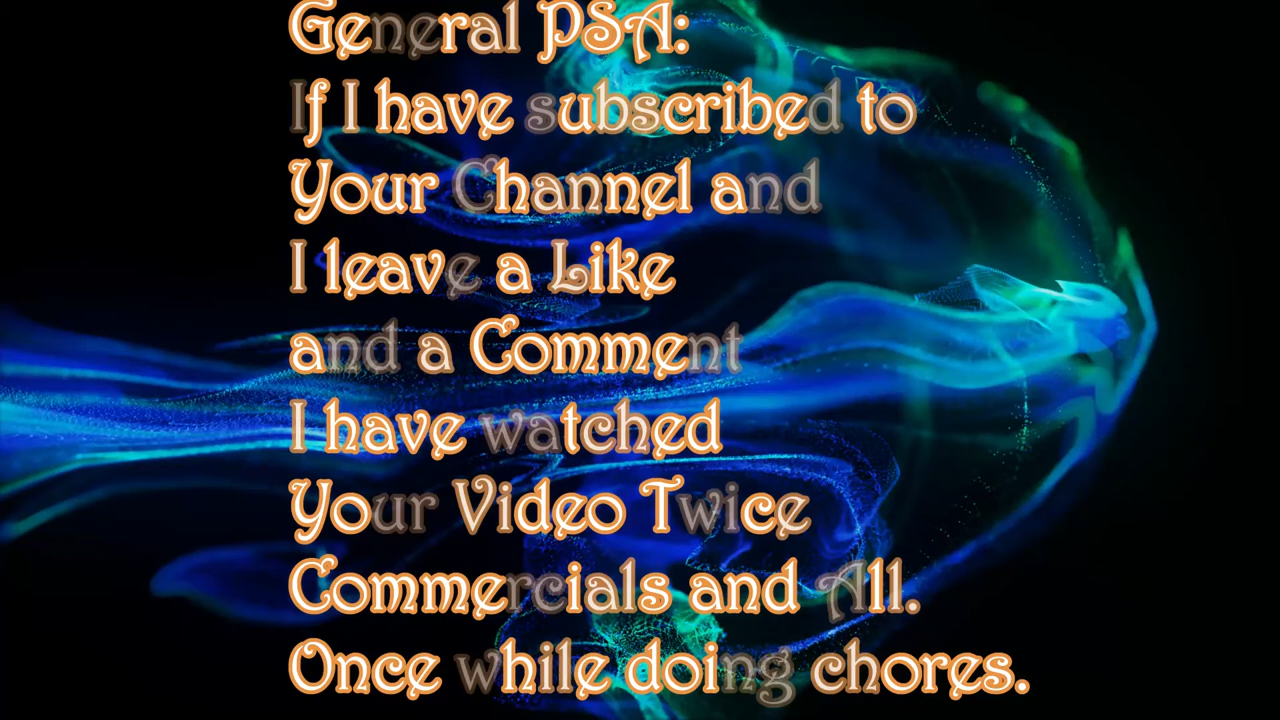 General PSA:
If I have subscribed to
Your Channel and
I leave a Like
and a Comment
I have watched
Your Video Twice
Commercials and All.
Once while doing chores.